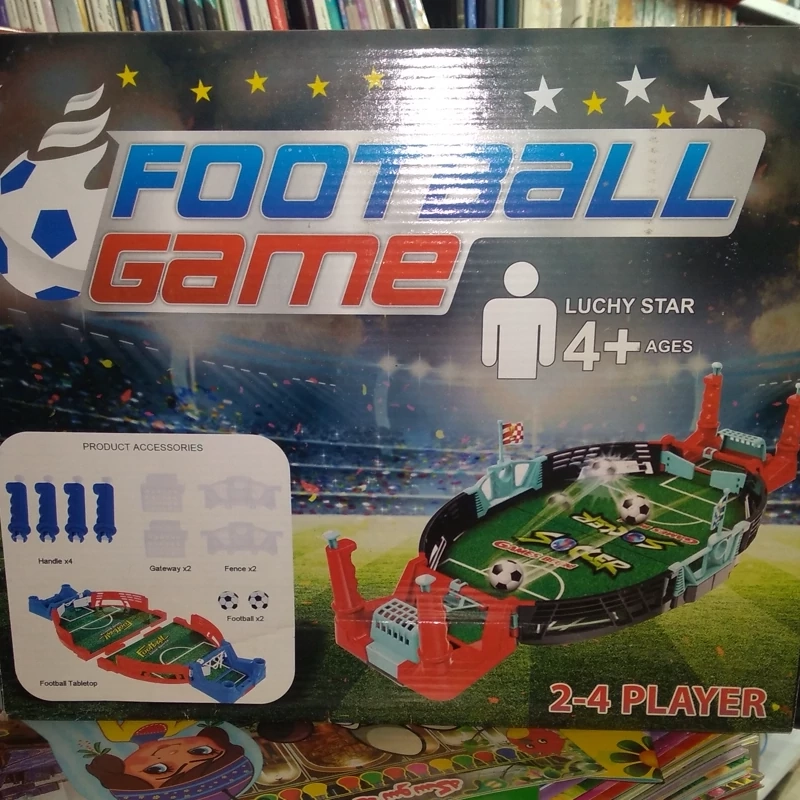 FOOTBALL
GAME
LUCHY STAR
4+ AGES
PRODUCT ACCESSORIES
Handle x4
Gateway x2
Fence x2
Football x2
Football Tabletop
SOCCER
2-4 PLAYER